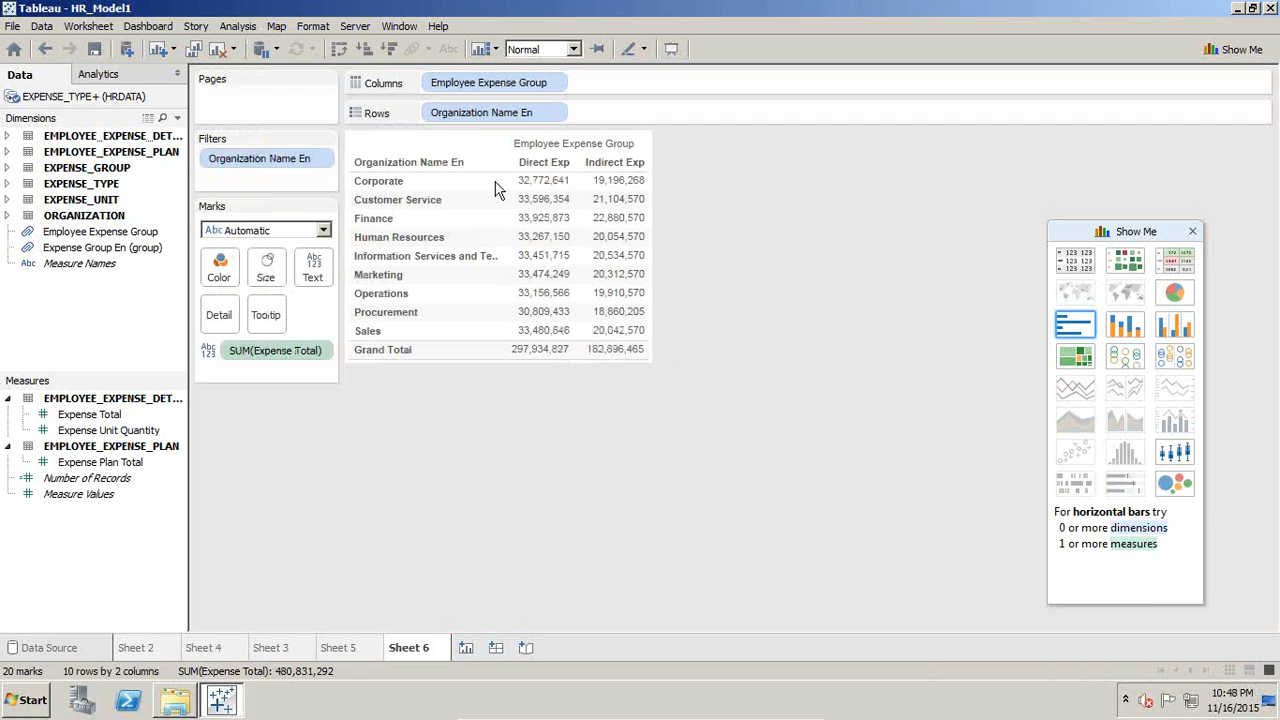 Tableau - HR_Model1
File Data Worksheet Dashboard Story Analysis Map Format Server Window Help
Abc Normal Show Me
Data Analytics
EXPENSE_TYPE+ (HRDATA)
Dimensions
EMPLOYEE_EXPENSE_DET...
EMPLOYEE_EXPENSE_PLAN
EXPENSE_GROUP
EXPENSE_TYPE
EXPENSE_UNIT
ORGANIZATION
Employee Expense Group
Expense Group En (group)
Abc Measure Names
Measures
EMPLOYEE_EXPENSE_DET...
Expense Total
Expense Unit Quantity
EMPLOYEE_EXPENSE_PLAN
Expense Plan Total
Number of Records
Measure Values
Pages
Filters
Organization Name En
Marks
Abc Automatic
Color Size Abc 123 Text
Detail Tooltip
Abc 123 SUM(Expense Total)
Columns Employee Expense Group
Rows Organization Name En
Employee Expense Group
Organization Name En Direct Exp Indirect Exp
Corporate 32,772,641 19,196,268
Customer Service 33,596,354 21,104,570
Finance 33,925,873 22,880,570
Human Resources 33,267,150 20,054,570
Information Services and Te.. 33,451,715 20,534,570
Marketing 33,474,249 20,312,570
Operations 33,156,566 19,910,570
Procurement 30,809,433 18,860,205
Sales 33,480,846 20,042,570
Grand Total 297,934,827 182,896,465
Show Me
For horizontal bars try
0 or more dimensions
1 or more measures
Data Source Sheet 2 Sheet 4 Sheet 3 Sheet 5 Sheet 6
20 marks 10 rows by 2 columns SUM(Expense Total): 480,831,292
Start
10:48 PM
11/16/2015